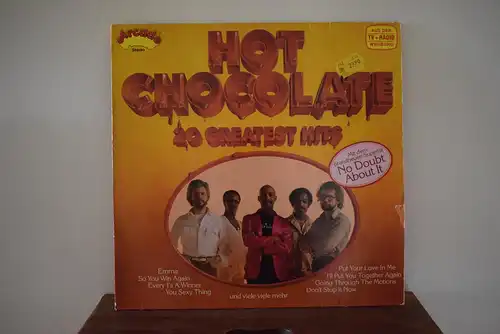 Arcade
Stereo
AUS DER
TV + RADIO
WERBUNG
HOT
CHOCOLATE
20 GREATEST HITS
Mit dem
No Doubt
About It
Emma
So You Win Again
Every 1's A Winner
You Sexy Thing
Put Your Love In Me
I'll Put You Together Again
Going Through The Motions
Don't Stop It Now
und viele viele mehr